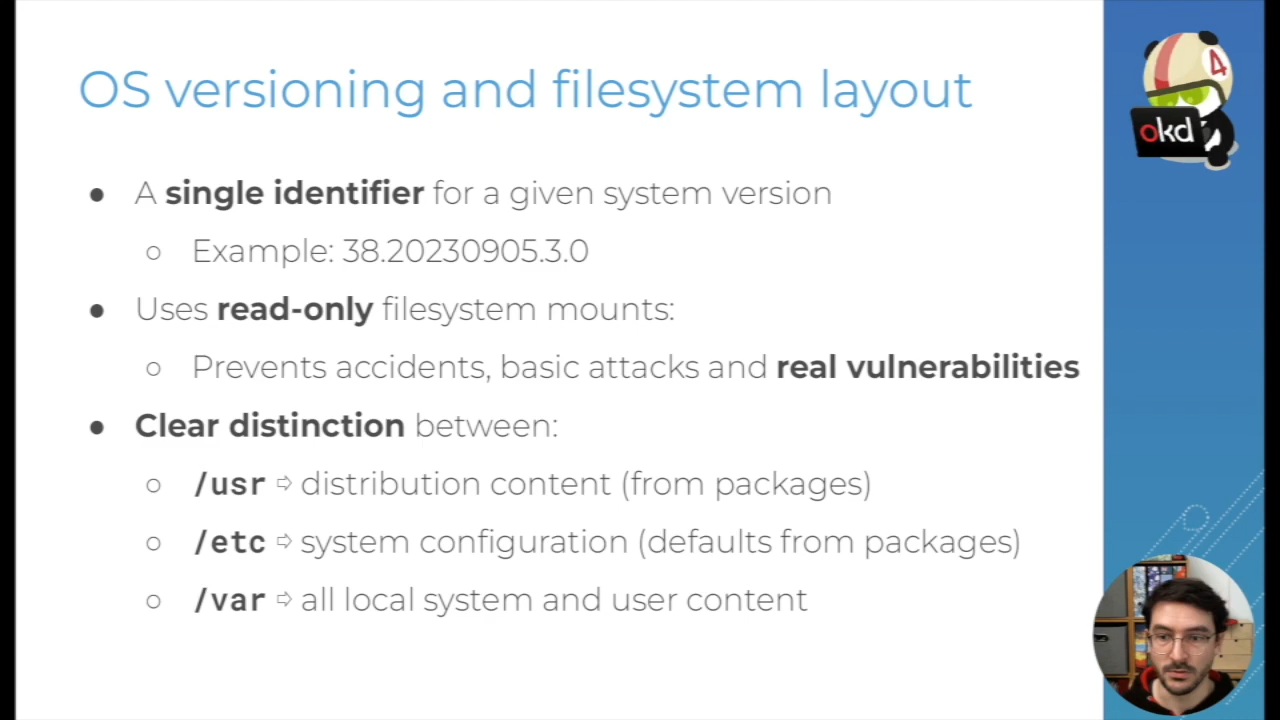 OS versioning and filesystem layout
4
okd
● A single identifier for a given system version
○ Example: 38.20230905.3.0
● Uses read-only filesystem mounts:
○ Prevents accidents, basic attacks and real vulnerabilities
● Clear distinction between:
○ /usr ⇨ distribution content (from packages)
○ /etc ⇨ system configuration (defaults from packages)
○ /var ⇨ all local system and user content